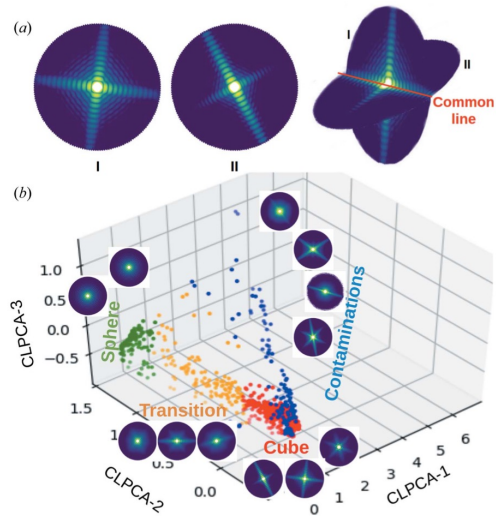 (a)
I
II
I
II
Common
line
(b)
CLPCA-3
1.0
0.5
0.0
−0.5
Sphere
Transition
Cube
Contaminations
1.5
1
0.5
0.0
CLPCA-2
0
1
2
3
4
5
6
CLPCA-1